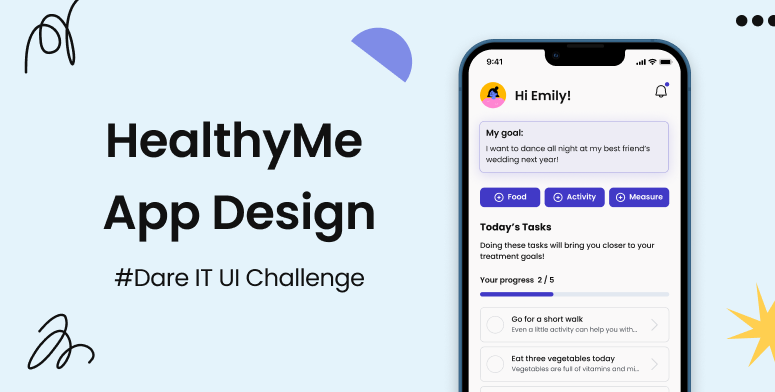 HealthyMe
App Design
#Dare IT UI Challenge
9:41
Hi Emily!
My goal:
I want to dance all night at my best friend's
wedding next year!
Food
Activity
Measure
Today's Tasks
Doing these tasks will bring you closer to your
treatment goals!
Your progress 2 / 5
Go for a short walk
Even a little activity can help you with...
Eat three vegetables today
Vegetables are full of vitamins and mi...